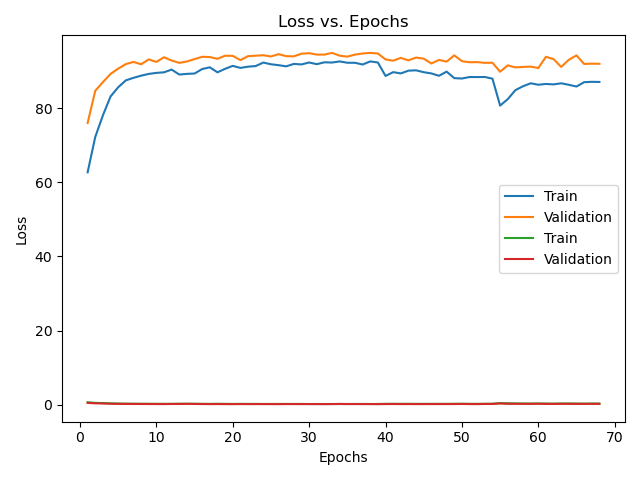 Loss vs. Epochs
Loss
80
60
40
20
0
Train
Validation
Train
Validation
0 10 20 30 40 50 60 70
Epochs